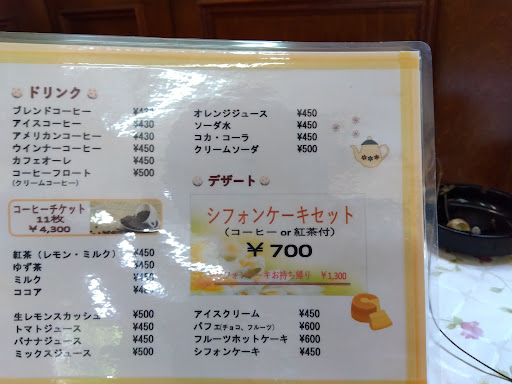 ドリンク
ブレンドコーヒー ¥430
アイスコーヒー ¥430
アメリカンコーヒー ¥430
ウインナーコーヒー ¥450
カフェオーレ ¥450
コーヒーフロート ¥500
(クリームコーヒー)
コーヒーチケット
11枚
¥4,300
紅茶（レモン・ミルク） ¥450
ゆず茶 ¥450
ミルク ¥450
ココア
生レモンスカッシュ ¥500
トマトジュース ¥450
バナナジュース ¥450
ミックスジュース ¥500
オレンジジュース ¥450
ソーダ水 ¥450
コカ・コーラ ¥450
クリームソーダ ¥500
デザート
シフォンケーキセット
（コーヒー or 紅茶付）
¥700
シフォンケーキお持ち帰り ¥1,300
アイスクリーム ¥450
パフェ(チョコ、フルーツ) ¥600
フルーツホットケーキ ¥600
シフォンケーキ ¥450